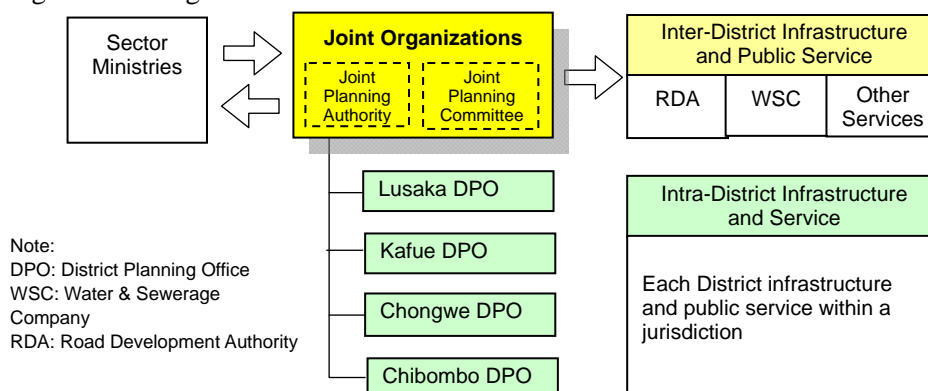 Sector
Ministries
Joint Organizations
Joint
Planning
Authority
Joint
Planning
Committee
Inter-District Infrastructure
and Public Service
RDA
WSC
Other
Services
Lusaka DPO
Kafue DPO
Chongwe DPO
Chibombo DPO
Intra-District Infrastructure
and Service
Each District infrastructure
and public service within a
jurisdiction
Note:
DPO: District Planning Office
WSC: Water & Sewerage
Company
RDA: Road Development Authority